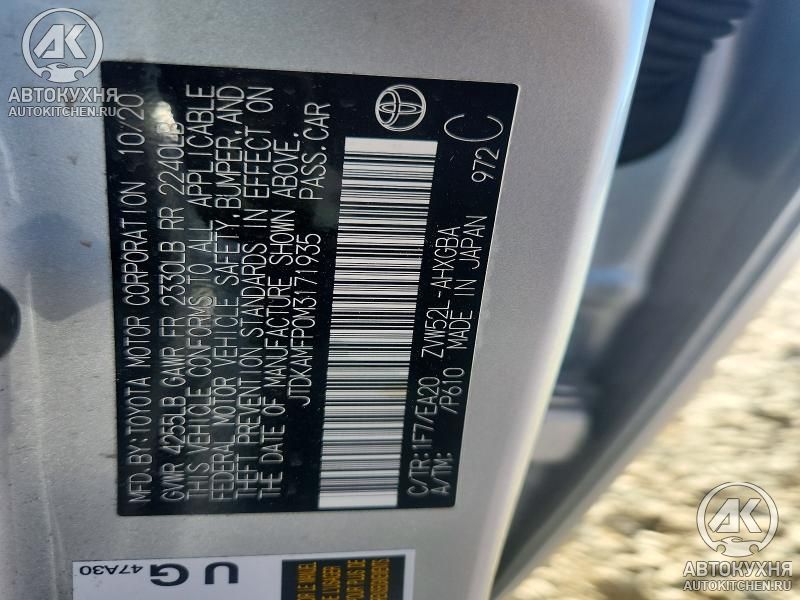 MFD.BY:TOYOTA MOTOR CORPORATION 10/20
GVWR 4255LB GAWR FR 2330LB RR 2240LB
THIS VEHICLE CONFORMS TO ALL APPLICABLE
FEDERAL MOTOR VEHICLE SAFETY, BUMPER, AND
THEFT PREVENTION STANDARDS IN EFFECT ON
THE DATE OF MANUFACTURE SHOWN ABOVE.
JTDKAMFP0M3171935 PASS.CAR
C/TR:1F7/EA20 ZVW52L-AHXGBA
A/TM: /P610 MADE IN JAPAN 972 C
UG
47A30
AK
АВТОКУХНЯ
AUTOKITCHEN.RU
AK
АВТОКУХНЯ
AUTOKITCHEN.RU